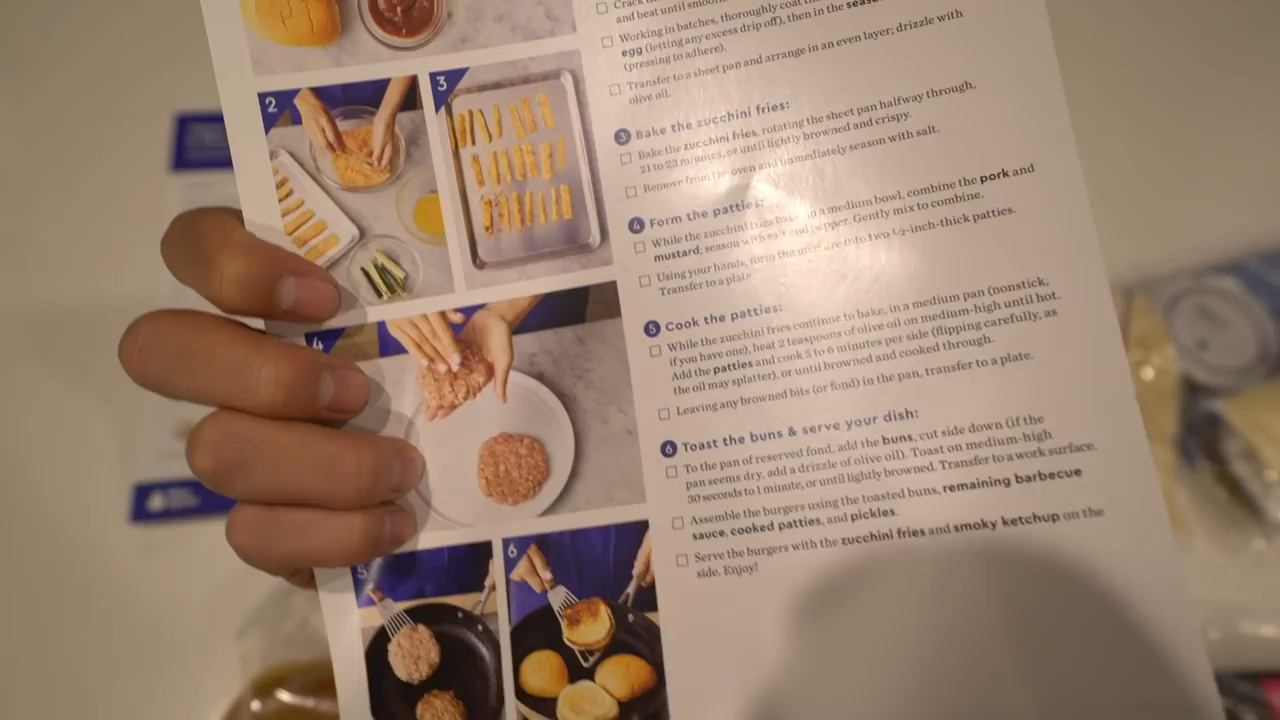 and beat until smooth.
Working in batches, thoroughly coat the
egg (letting any excess drip off), then in the
(pressing to adhere).
Transfer to a sheet pan and arrange in an even layer; drizzle with
olive oil.
3 Bake the zucchini fries:
Bake the zucchini fries, rotating the sheet pan halfway through,
21 to 23 minutes, or until lightly browned and crispy.
Remove from the oven and immediately season with salt.
4 Form the patties:
While the zucchini fries bake, in a medium bowl, combine the pork and
mustard; season with salt and pepper. Gently mix to combine.
Using your hands, form the mixture into two 1/2-inch-thick patties.
Transfer to a plate.
5 Cook the patties:
While the zucchini fries continue to bake, in a medium pan (nonstick,
if you have one), heat 2 teaspoons of olive oil on medium-high until hot.
Add the patties and cook 5 to 6 minutes per side (flipping carefully, as
the oil may splatter), or until browned and cooked through.
Leaving any browned bits (or fond) in the pan, transfer to a plate.
6 Toast the buns & serve your dish:
To the pan of reserved fond, add the buns, cut side down (if the
pan seems dry, add a drizzle of olive oil). Toast on medium-high
30 seconds to 1 minute, or until lightly browned. Transfer to a work surface.
Assemble the burgers using the toasted buns, remaining barbecue
sauce, cooked patties, and pickles.
Serve the burgers with the zucchini fries and smoky ketchup on the
side. Enjoy!
2
3
4
5
6